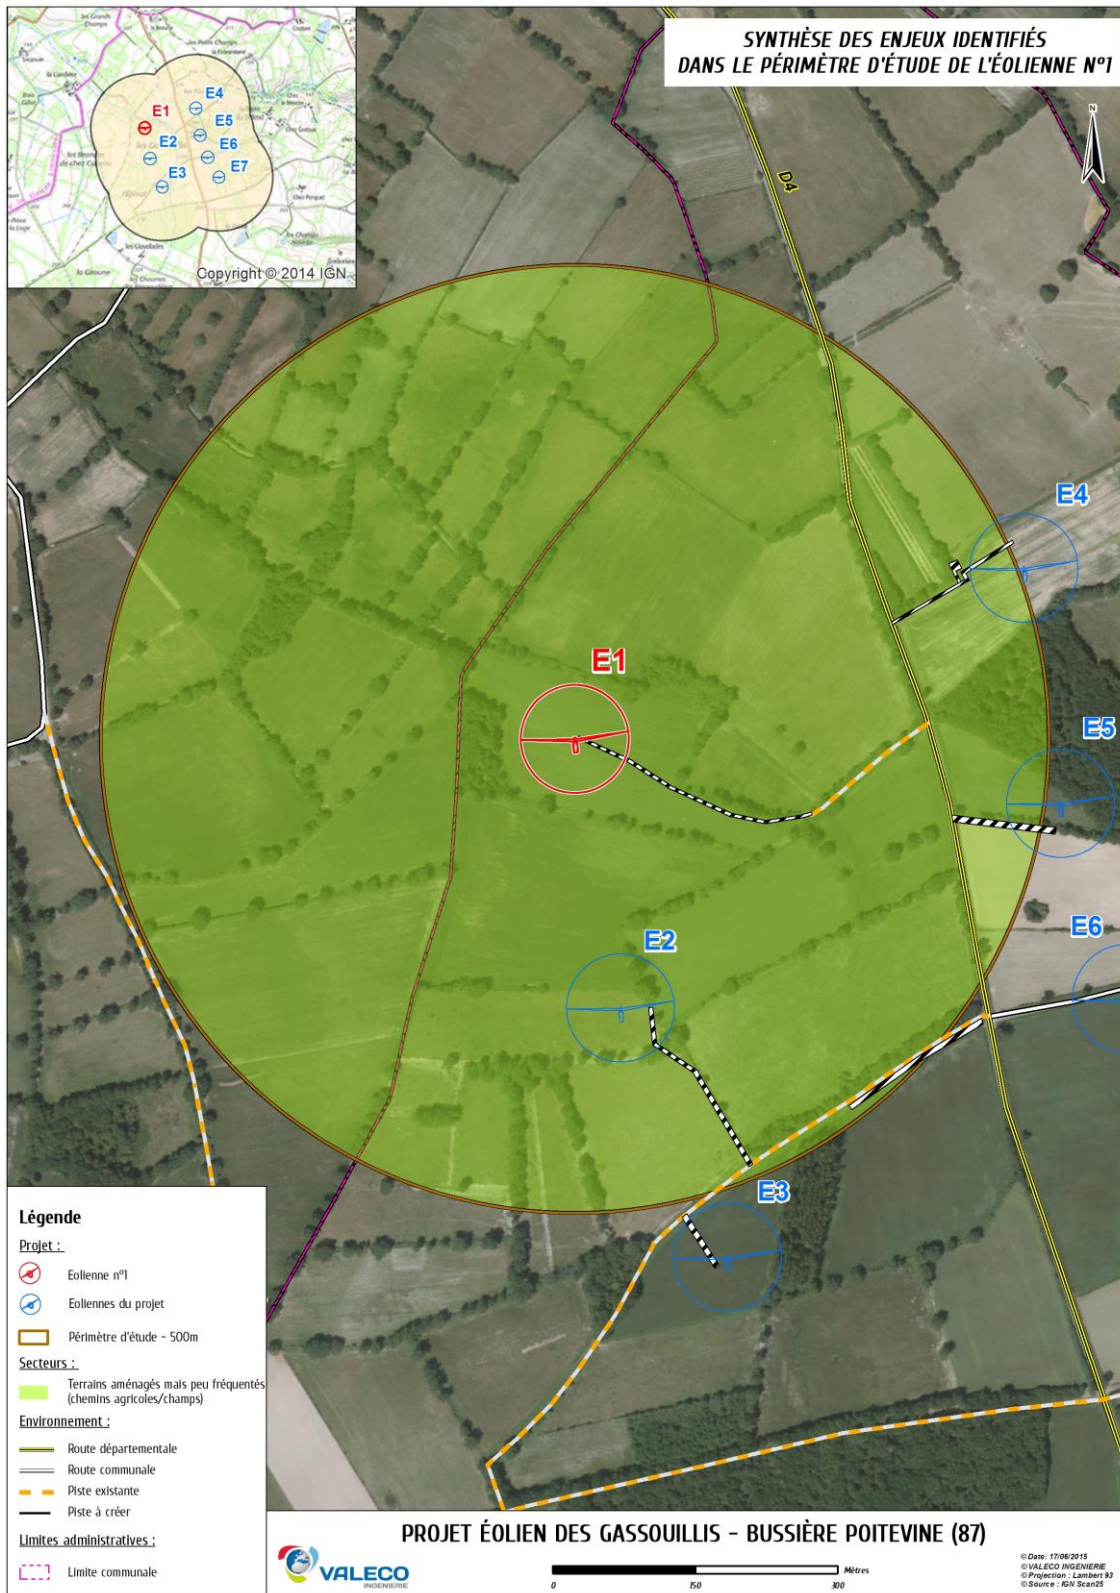 SYNTHÈSE DES ENJEUX IDENTIFIÉS
DANS LE PÉRIMÈTRE D'ÉTUDE DE L'ÉOLIENNE N°1
E1
E2
E3
E4
E5
E6
E7
Copyright © 2014 IGN
N
D4
E4
E1
E5
E2
E6
E3
Légende
Projet :
Eolienne n°1
Eoliennes du projet
Périmètre d'étude - 500m
Secteurs :
Terrains aménagés mais peu fréquentés
(chemins agricoles/champs)
Environnement :
Route départementale
Route communale
Piste existante
Piste à créer
Limites administratives :
Limite communale
PROJET ÉOLIEN DES GASSOUILLIS - BUSSIÈRE POITEVINE (87)
VALECO
INGENIERIE
Mètres
0 150 300
© Date: 17/06/2015
© VALECO INGENIERIE
© Projection : Lambert 93
© Source : IGN Scan25